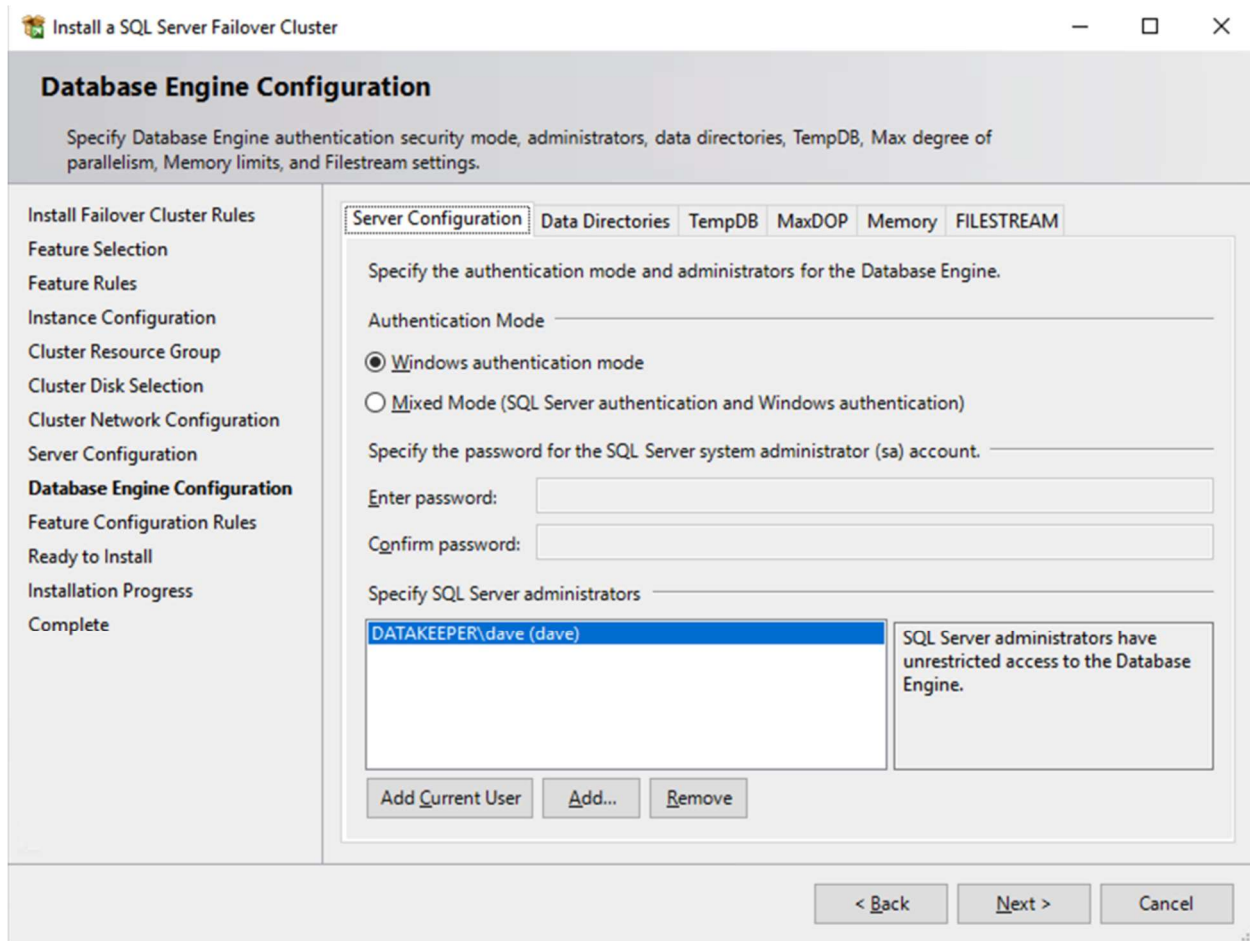 Install a SQL Server Failover Cluster
Database Engine Configuration
Specify Database Engine authentication security mode, administrators, data directories, TempDB, Max degree of
parallelism, Memory limits, and Filestream settings.
Install Failover Cluster Rules
Feature Selection
Feature Rules
Instance Configuration
Cluster Resource Group
Cluster Disk Selection
Cluster Network Configuration
Server Configuration
Database Engine Configuration
Feature Configuration Rules
Ready to Install
Installation Progress
Complete
Server Configuration Data Directories TempDB MaxDOP Memory FILESTREAM
Specify the authentication mode and administrators for the Database Engine.
Authentication Mode
Windows authentication mode
Mixed Mode (SQL Server authentication and Windows authentication)
Specify the password for the SQL Server system administrator (sa) account.
Enter password:
Confirm password:
Specify SQL Server administrators
DATAKEEPER\dave (dave)
SQL Server administrators have
unrestricted access to the Database
Engine.
Add Current User Add... Remove
< Back Next > Cancel